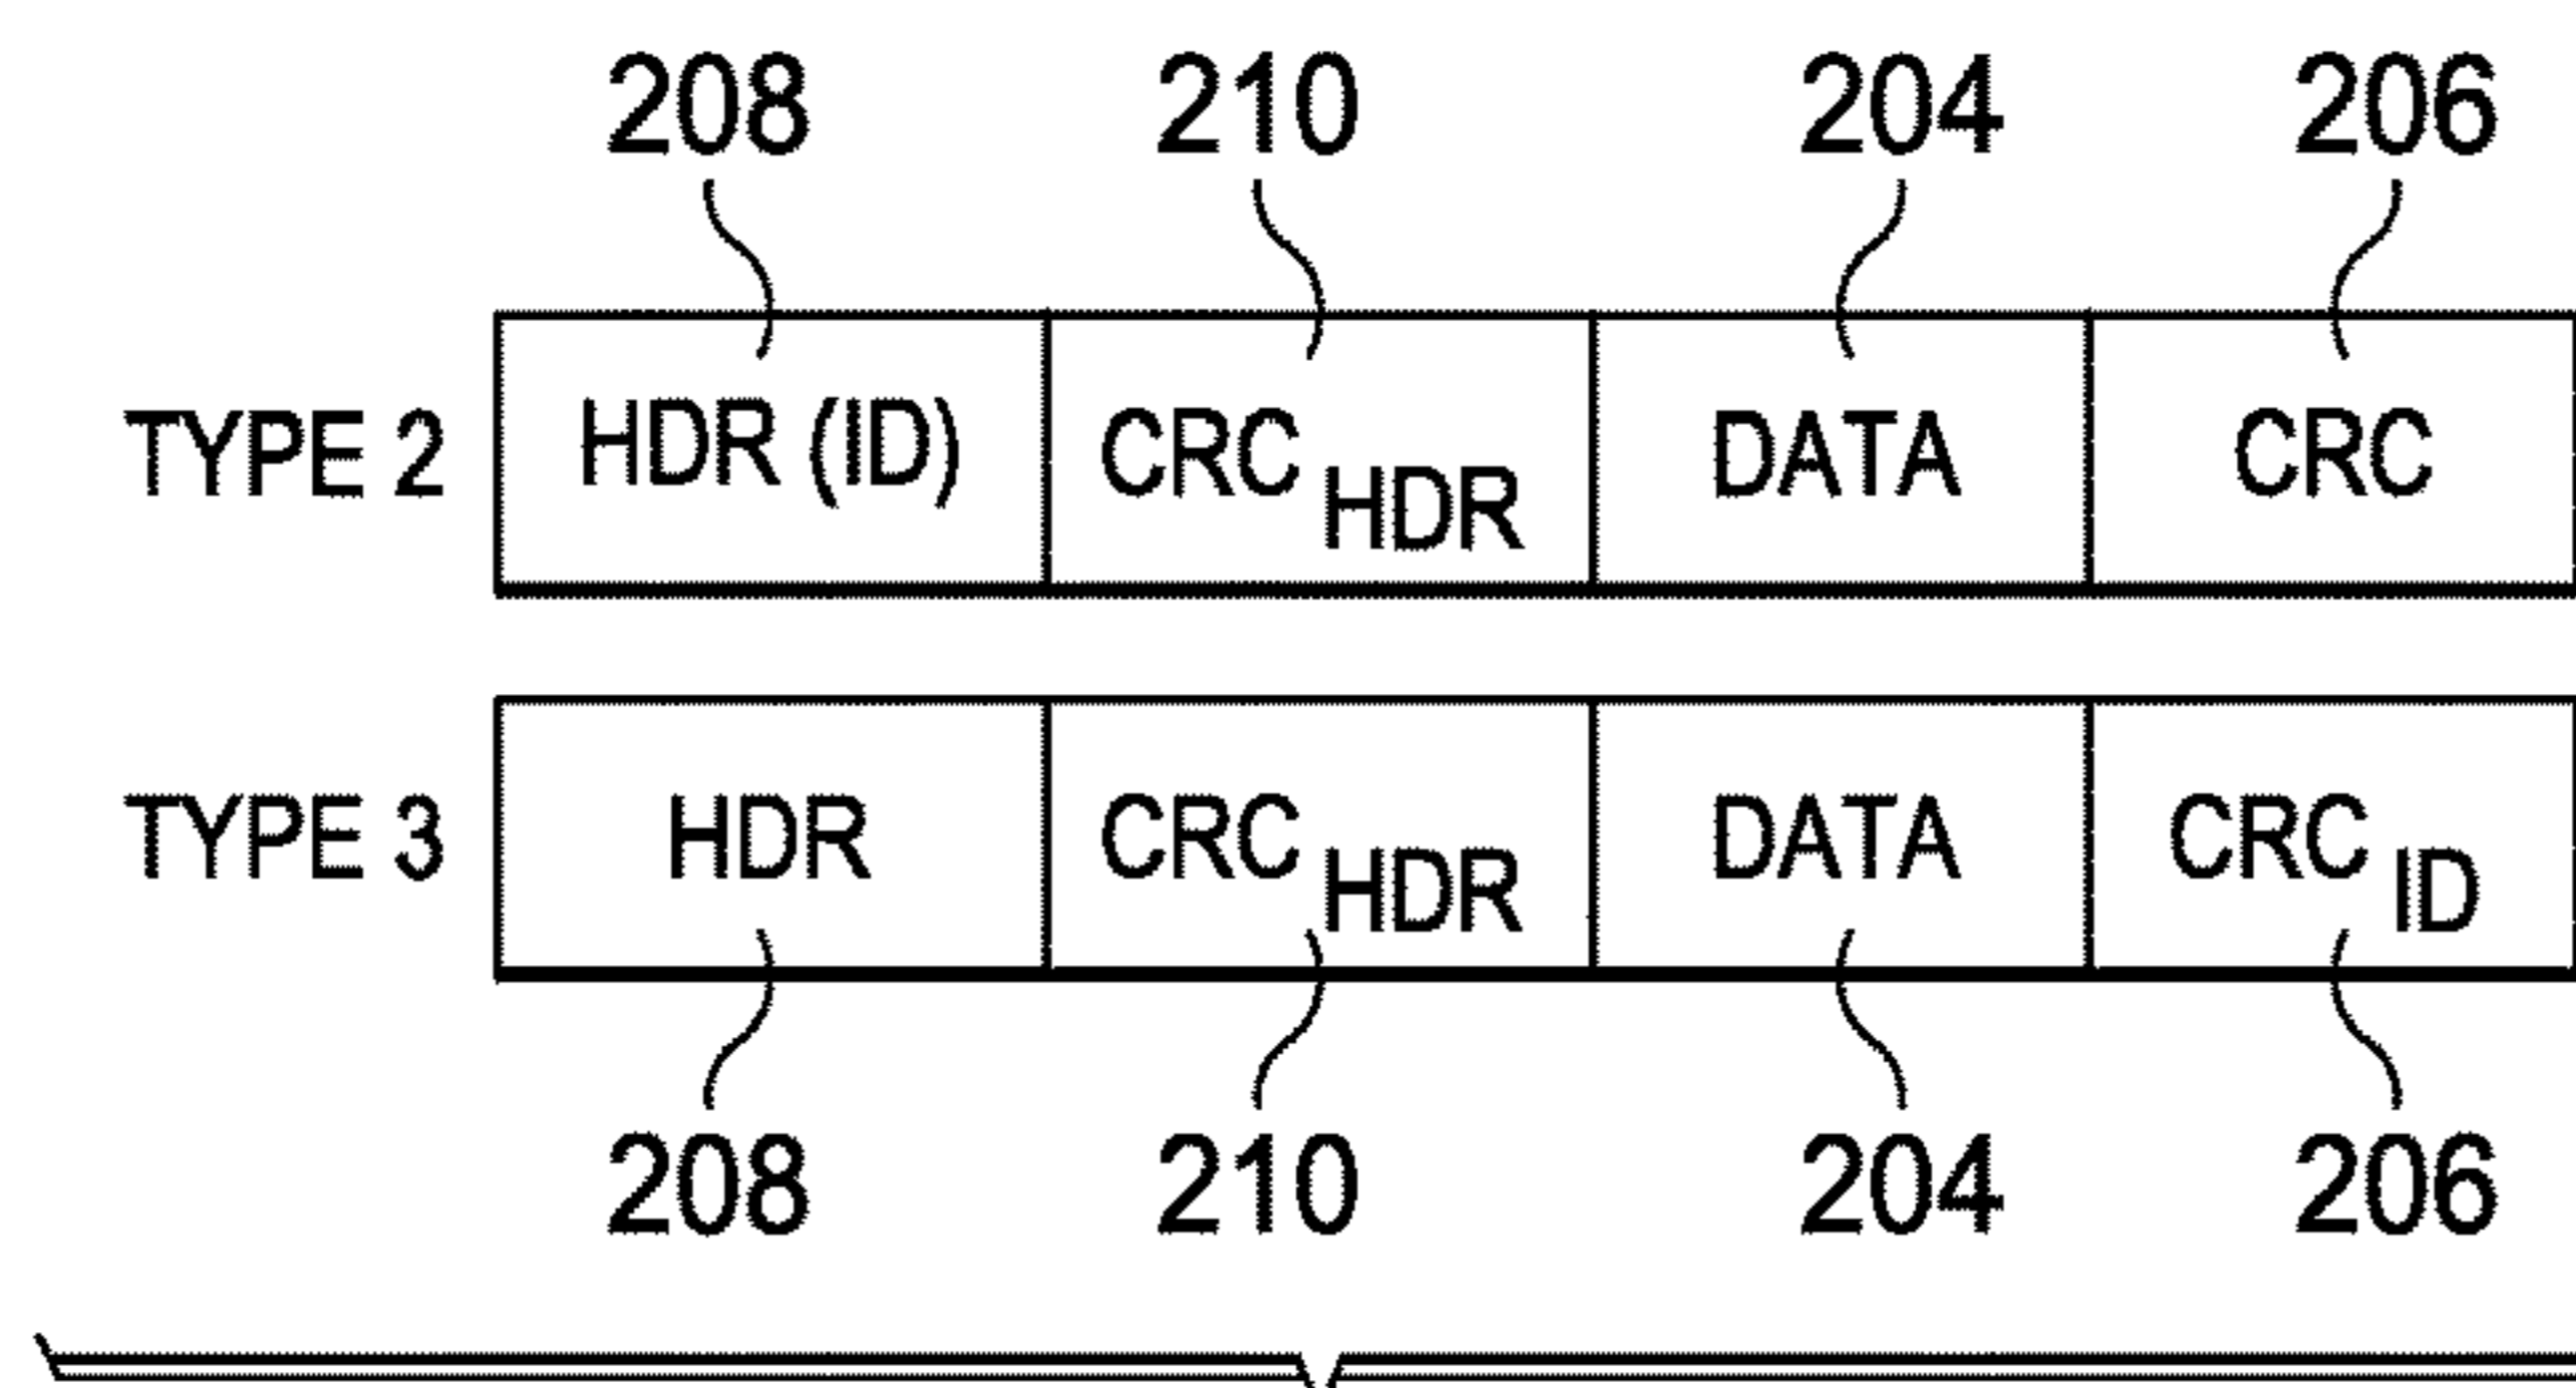 208 210 204 206
TYPE 2 HDR (ID) CRC HDR DATA CRC
TYPE 3 HDR CRC HDR DATA CRC ID
208 210 204 206